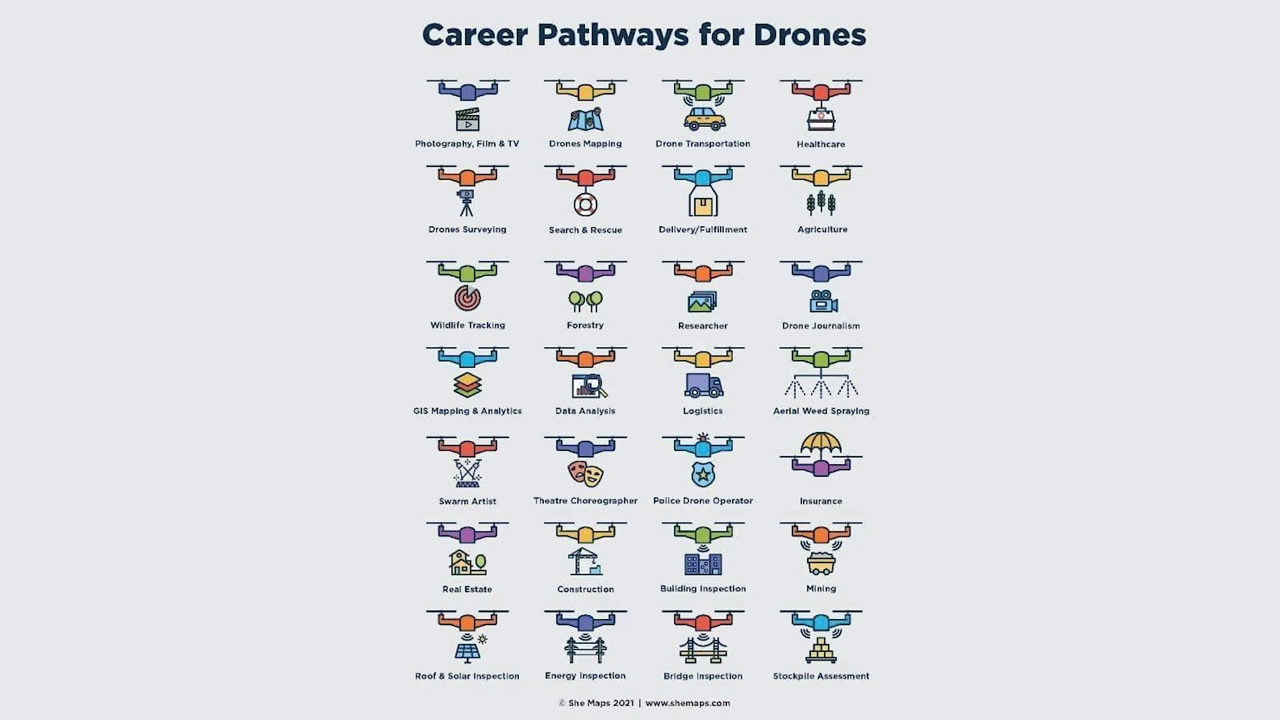 Career Pathways for Drones
Photography, Film & TV
Drones Mapping
Drone Transportation
Healthcare
Drones Surveying
Search & Rescue
Delivery/Fulfillment
Agriculture
Wildlife Tracking
Forestry
Researcher
Drone Journalism
GIS Mapping & Analytics
Data Analysis
Logistics
Aerial Weed Spraying
Swarm Artist
Theatre Choreographer
Police Drone Operator
Insurance
Real Estate
Construction
Building Inspection
Mining
Roof & Solar Inspection
Energy Inspection
Bridge Inspection
Stockpile Assessment
© She Maps 2021 | www.shemaps.com